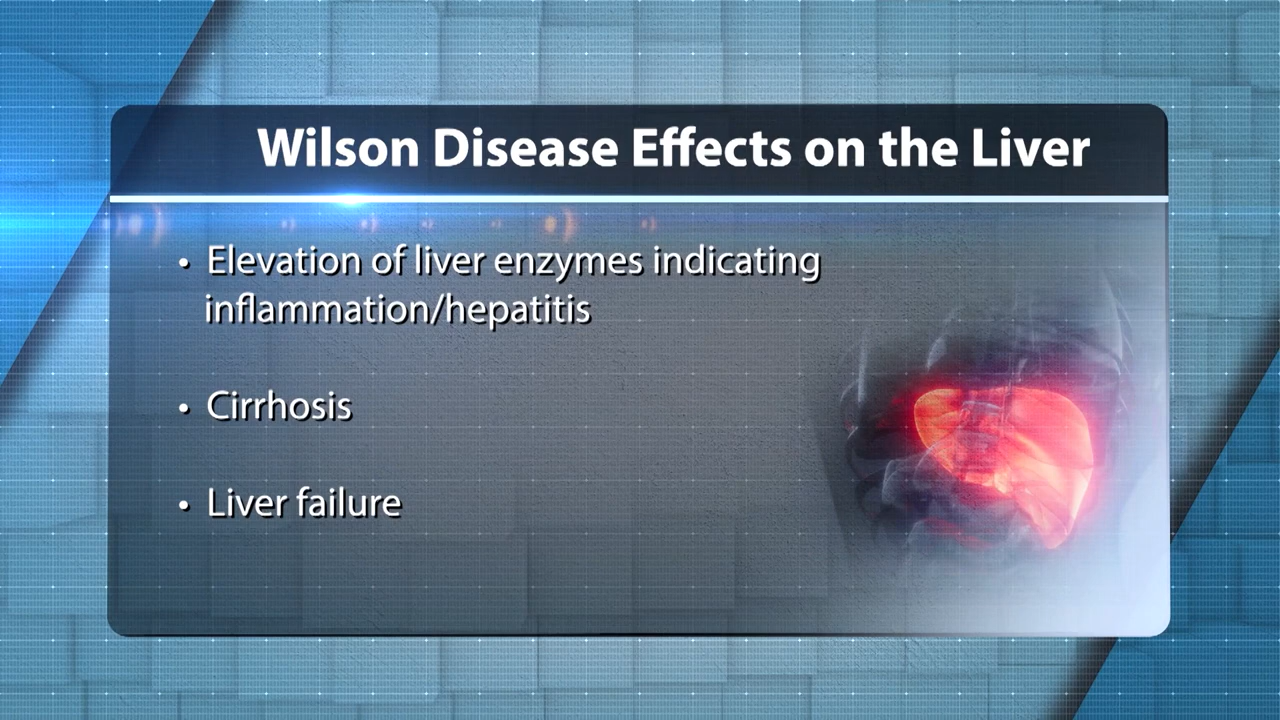 Wilson Disease Effects on the Liver
• Elevation of liver enzymes indicating
inflammation/hepatitis
• Cirrhosis
• Liver failure